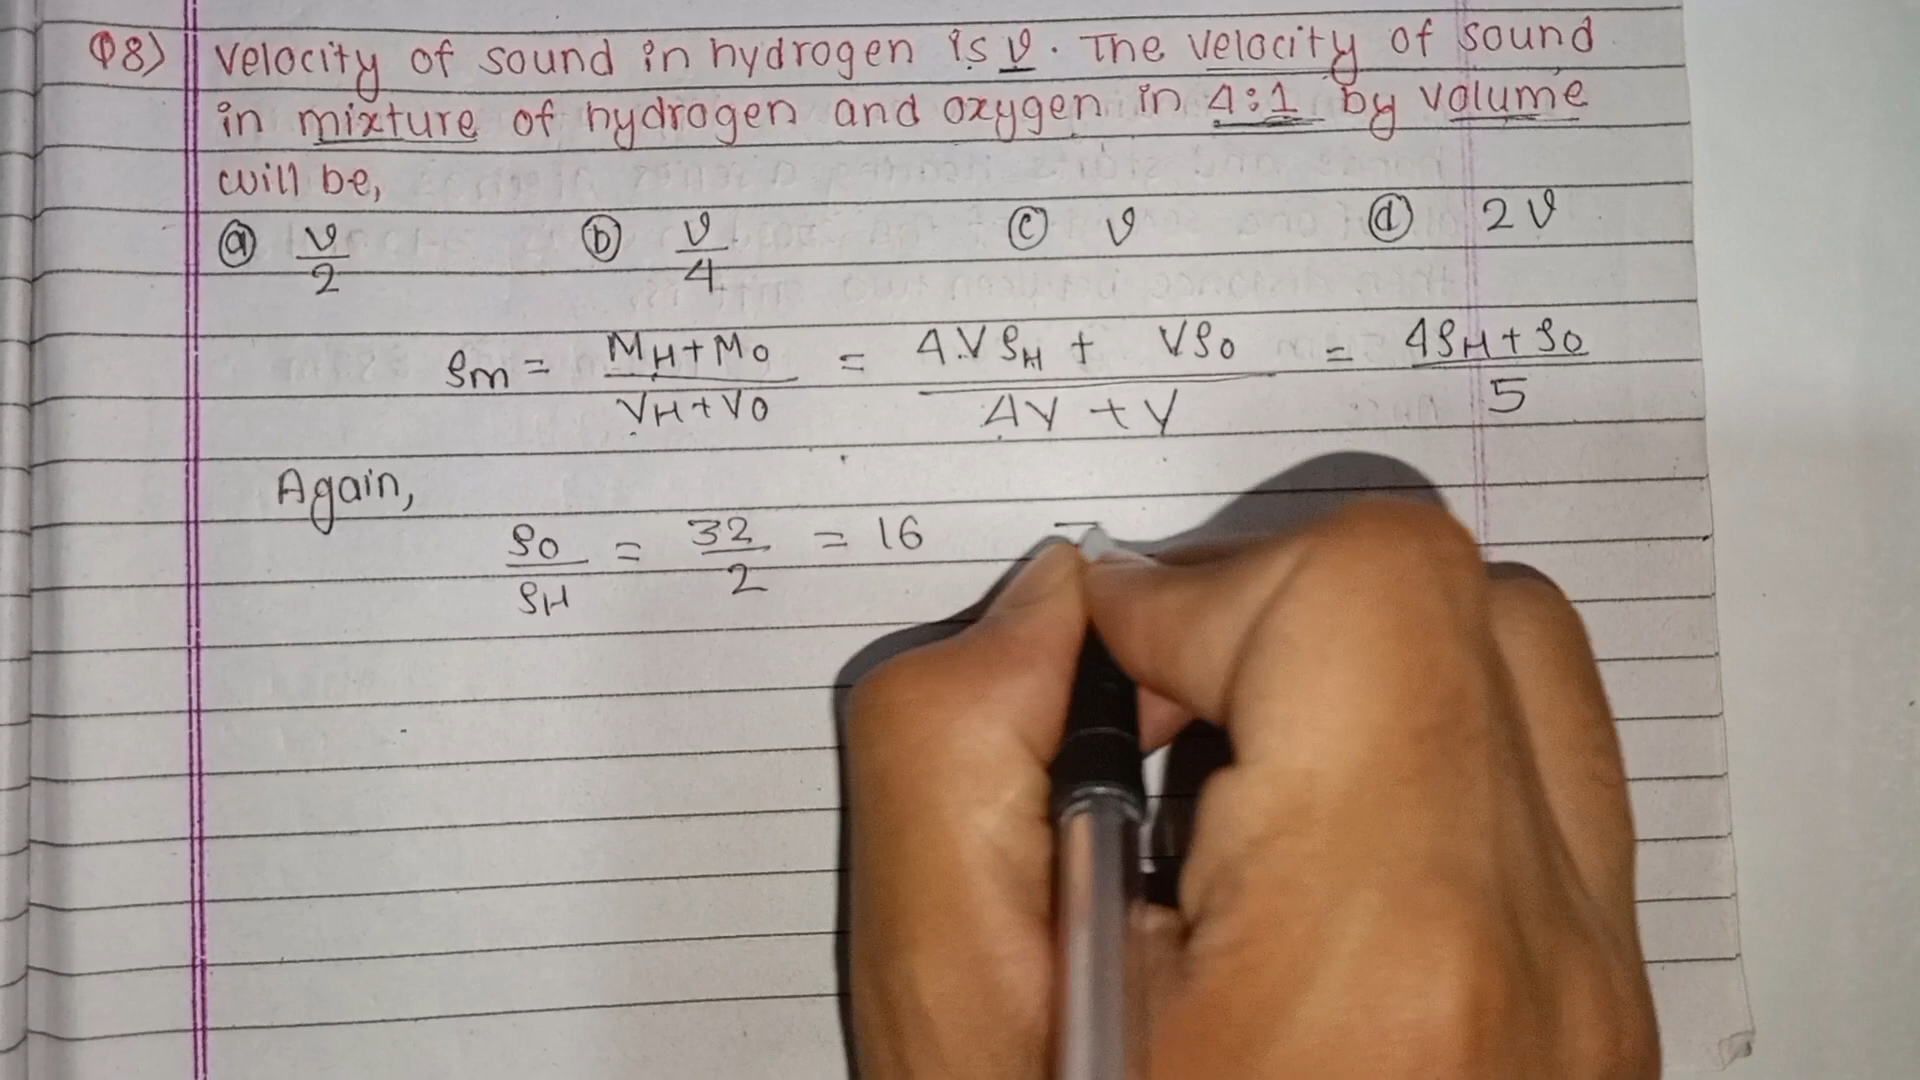 Q8) Velocity of sound in hydrogen is v. The velocity of sound
in mixture of hydrogen and oxygen in 4:1 by volume
will be,
ⓐ v/2 ⓑ v/4 ⓒ v ⓓ 2v
ρm = MH+MO / VH+VO = 4.VρH + VρO / 4V + V = 4ρH+ρO / 5
Again,
ρO / ρH = 32 / 2 = 16